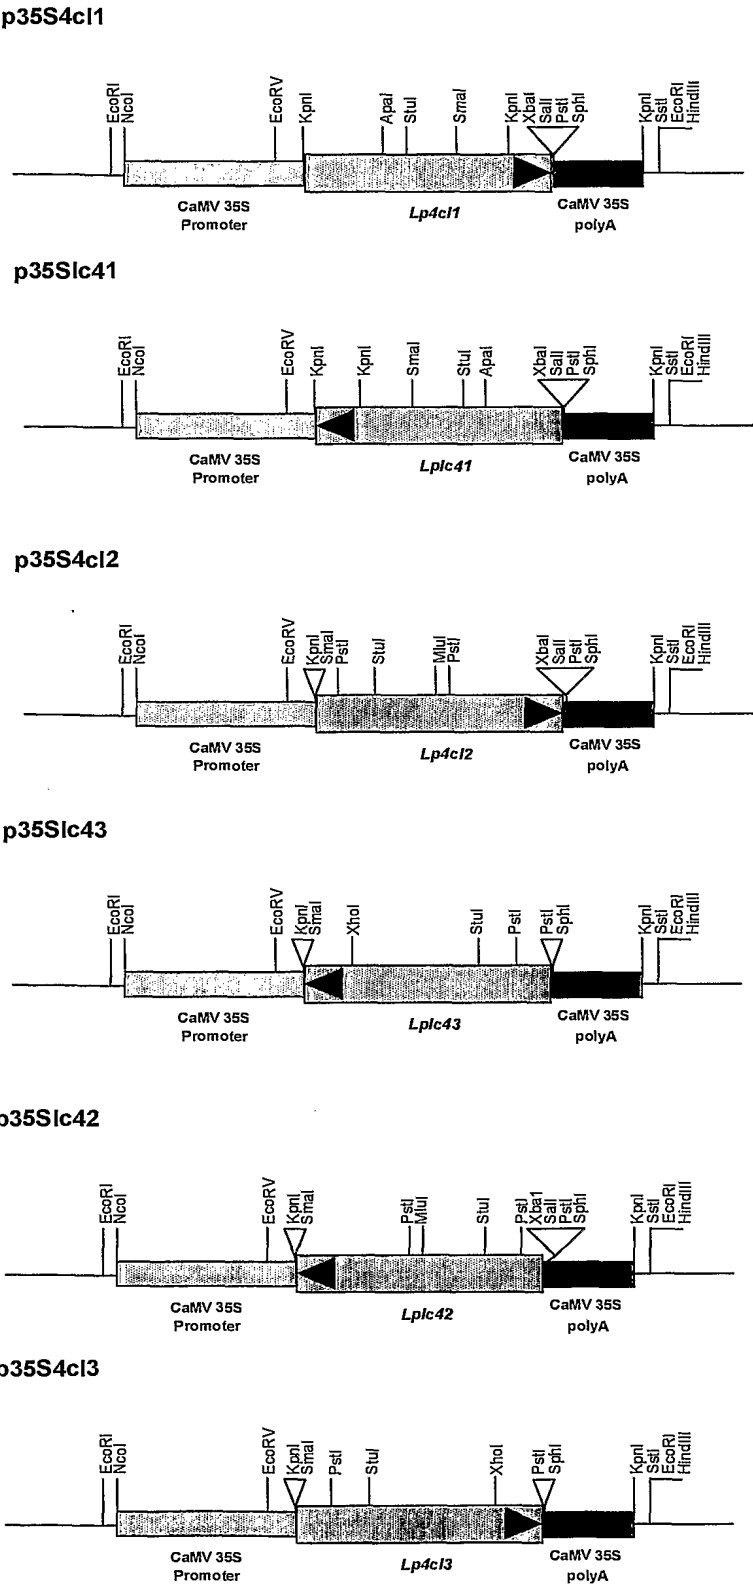 p35S4cl1
EcoRI NcoI EcoRV KpnI ApaI StuI SmaI KpnI XbaI SalI PstI SphI KpnI SstI EcoRI HindIII
CaMV 35S Promoter Lp4cl1 CaMV 35S polyA
p35Slc41
EcoRI NcoI EcoRV KpnI KpnI SmaI StuI ApaI XbaI SalI PstI SphI KpnI SstI EcoRI HindIII
CaMV 35S Promoter Lplc41 CaMV 35S polyA
p35S4cl2
EcoRI NcoI EcoRV KpnI SmaI PstI StuI MluI PstI XbaI SalI PstI SphI KpnI SstI EcoRI HindIII
CaMV 35S Promoter Lp4cl2 CaMV 35S polyA
p35Slc43
EcoRI NcoI EcoRV KpnI SmaI XhoI StuI PstI PstI SphI KpnI SstI EcoRI HindIII
CaMV 35S Promoter Lplc43 CaMV 35S polyA
p35Slc42
EcoRI NcoI EcoRV KpnI SmaI PstI MluI StuI PstI Xba1 SalI PstI SphI KpnI SstI EcoRI HindIII
CaMV 35S Promoter Lplc42 CaMV 35S polyA
p35S4cl3
EcoRI NcoI EcoRV KpnI SmaI PstI StuI XhoI PstI SphI KpnI SstI EcoRI HindIII
CaMV 35S Promoter Lp4cl3 CaMV 35S polyA